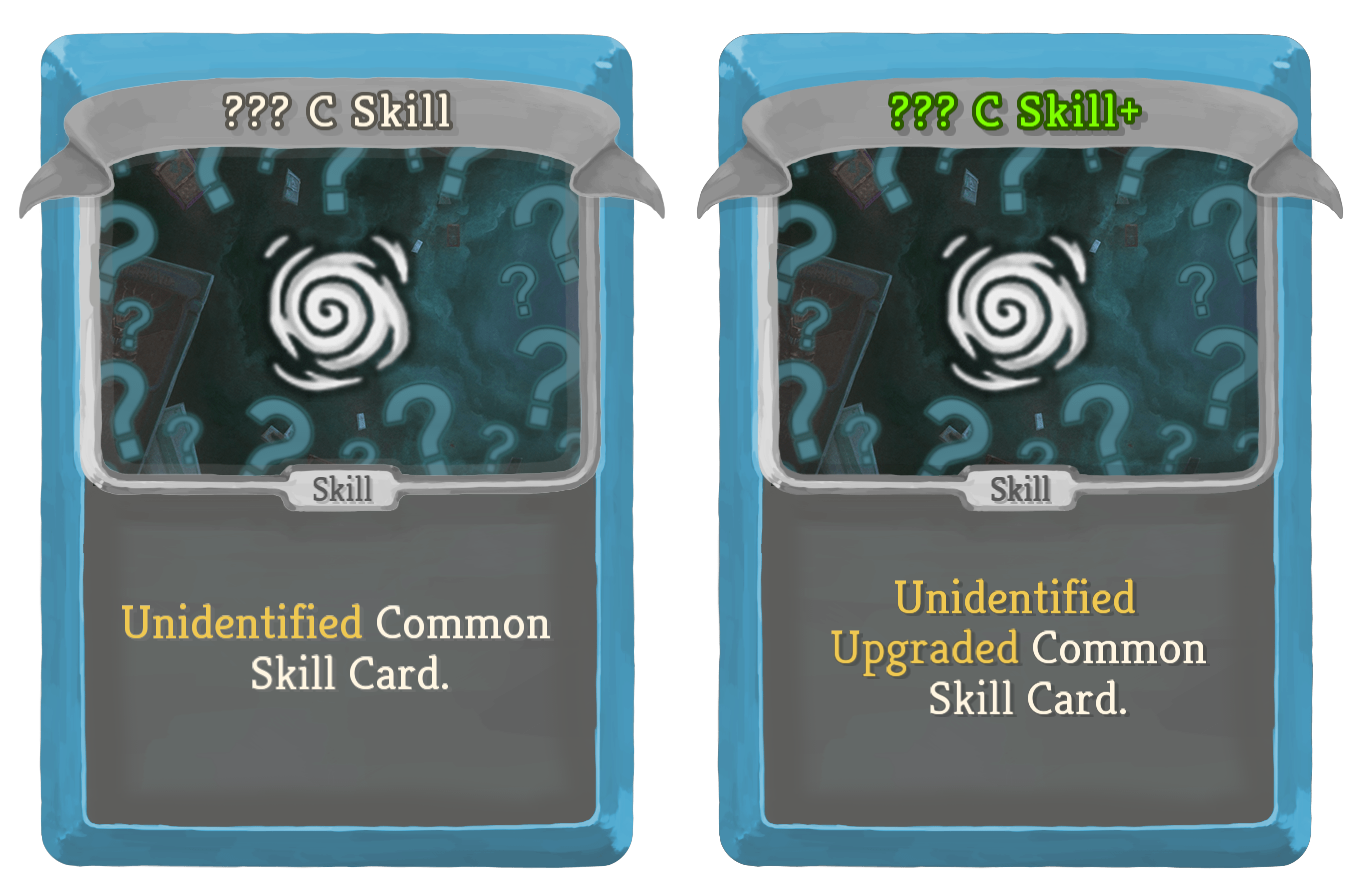 ??? C Skill
Skill
Unidentified Common
Skill Card.
??? C Skill+
Skill
Unidentified
Upgraded Common
Skill Card.